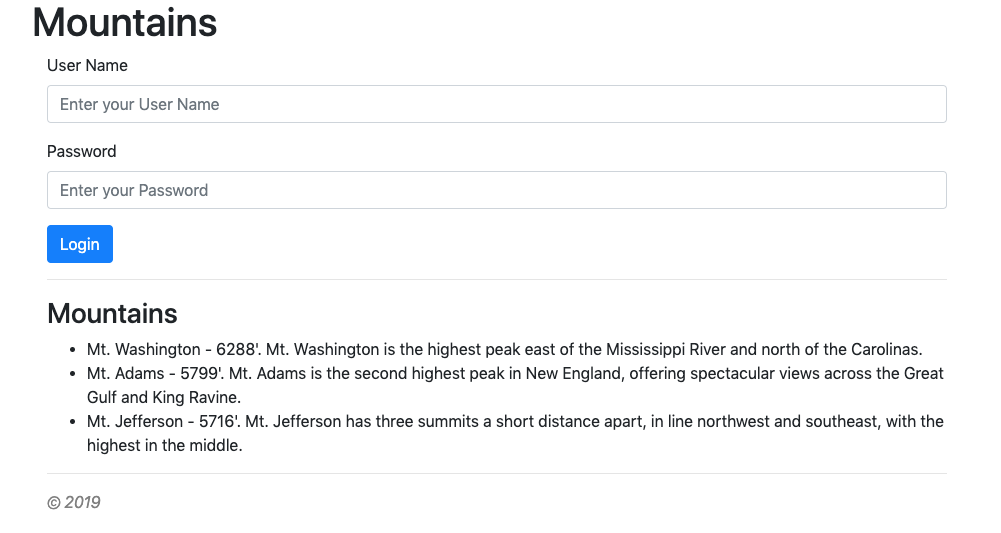 Mountains
User Name
Enter your User Name
Password
Enter your Password
Login
Mountains
• Mt. Washington - 6288'. Mt. Washington is the highest peak east of the Mississippi River and north of the Carolinas.
• Mt. Adams - 5799'. Mt. Adams is the second highest peak in New England, offering spectacular views across the Great
Gulf and King Ravine.
• Mt. Jefferson - 5716'. Mt. Jefferson has three summits a short distance apart, in line northwest and southeast, with the
highest in the middle.
© 2019